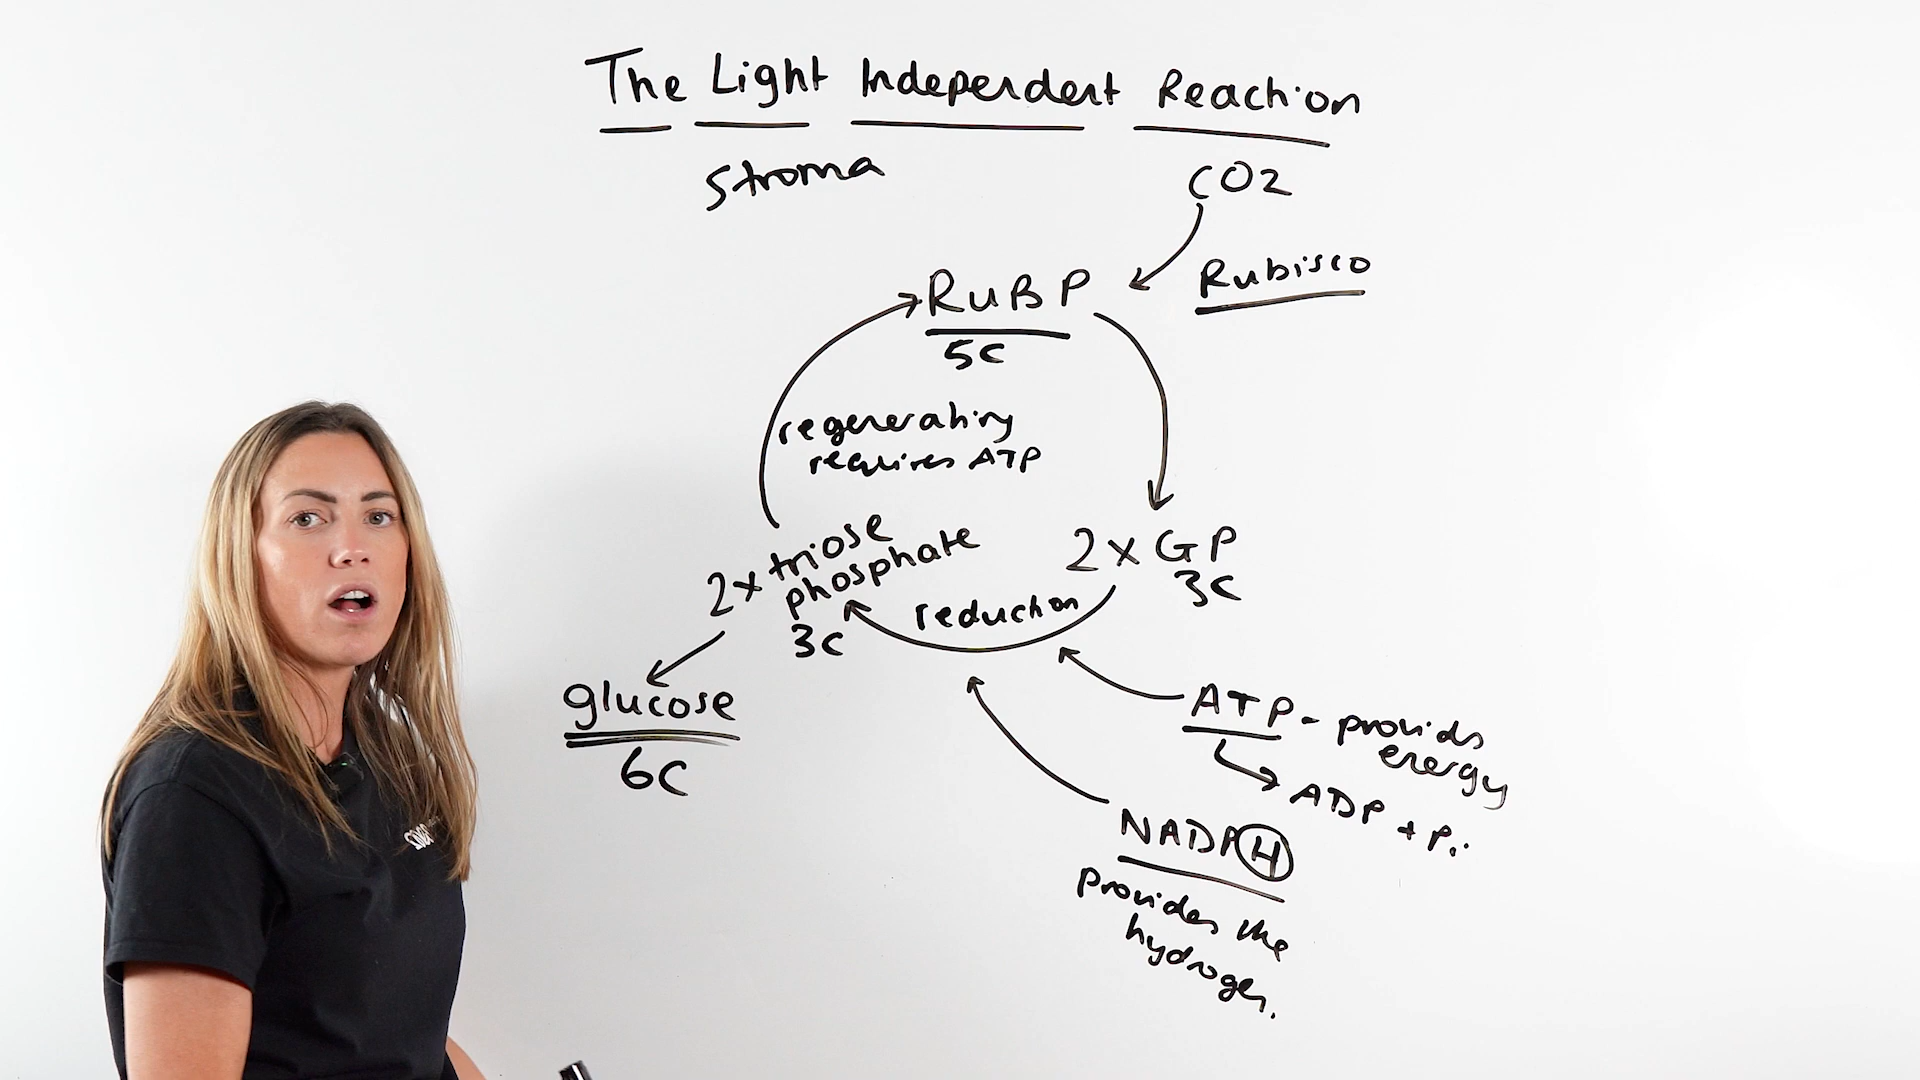 The Light Independent Reaction
Stroma
CO2
Rubisco
RuBP
5C
regenerating
requires ATP
2x triose
phosphate
3C
2x GP
3C
reduction
glucose
6C
ATP - provids
energy
ADP + Pi
NADPH
provides the
hydrogen.